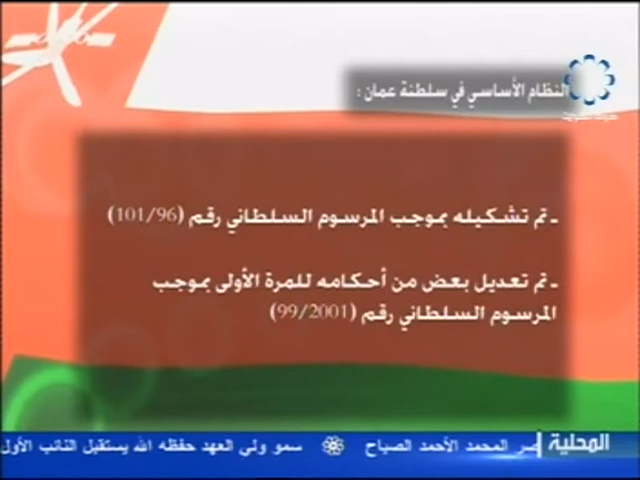 النظام الأساسي في سلطنة عمان :
ـ تم تشكيله بموجب المرسوم السلطاني رقم (101/96)
ـ تم تعديل بعض من أحكامه للمرة الأولى بموجب
المرسوم السلطاني رقم (99/2001)
المحلية
المحمد الأحمد الصباح سمو ولي العهد حفظه الله يستقبل النائب الأول